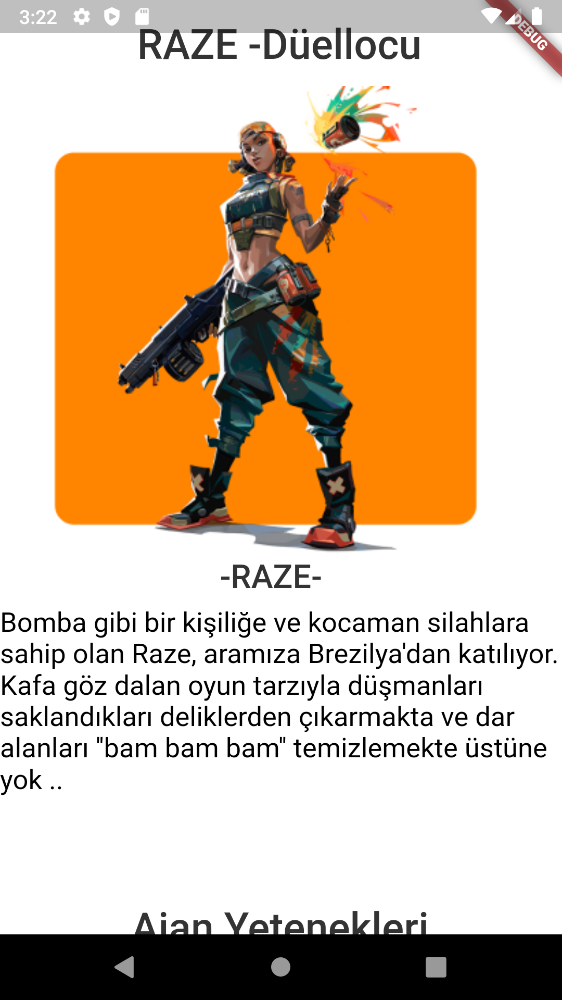 3:22
DEBUG
RAZE -Düellocu
-RAZE-
Bomba gibi bir kişiliğe ve kocaman silahlara
sahip olan Raze, aramıza Brezilya'dan katılıyor.
Kafa göz dalan oyun tarzıyla düşmanları
saklandıkları deliklerden çıkarmakta ve dar
alanları "bam bam bam" temizlemekte üstüne
yok ..
Ajan Yetenekleri